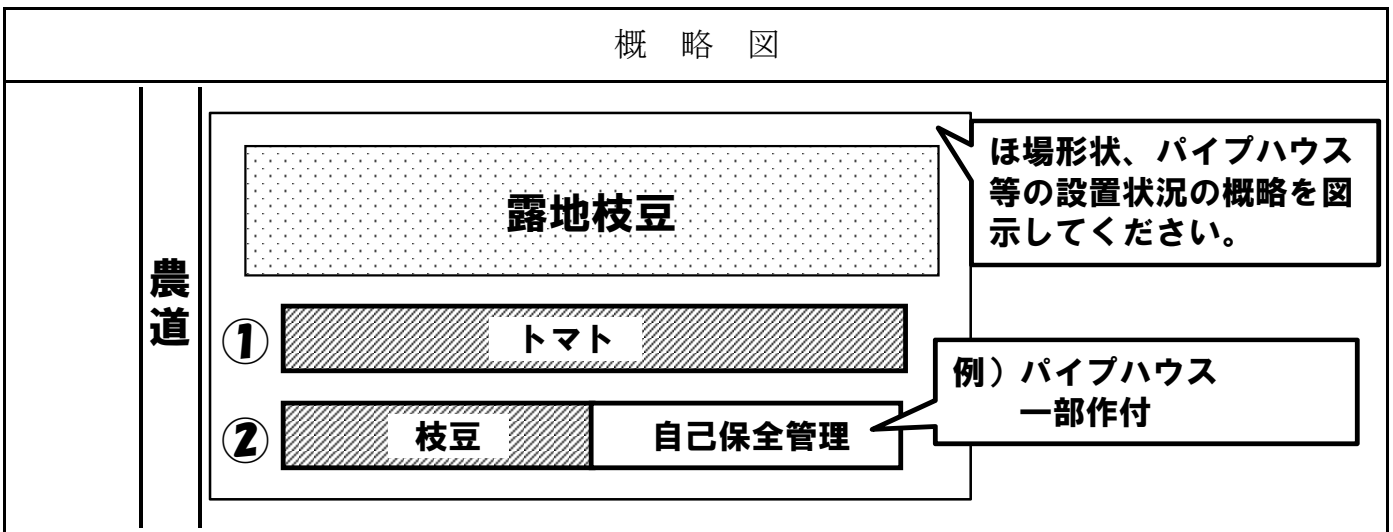 概 略 図
農道
露地枝豆
ほ場形状、パイプハウス
等の設置状況の概略を図
示してください。
① トマト
例）パイプハウス
一部作付
② 枝豆 自己保全管理